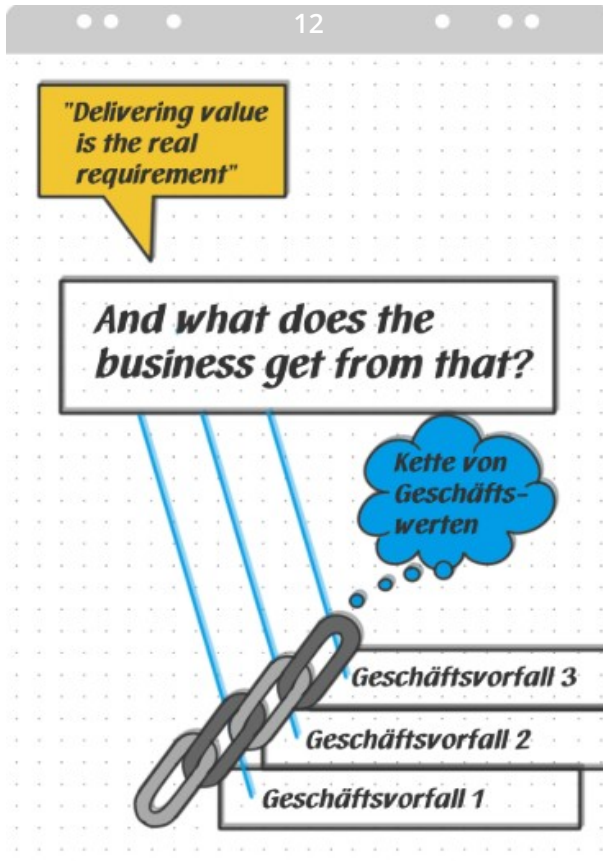 12
"Delivering value
is the real
requirement"
And what does the
business get from that?
Kette von
Geschäfts-
werten
Geschäftsvorfall 3
Geschäftsvorfall 2
Geschäftsvorfall 1